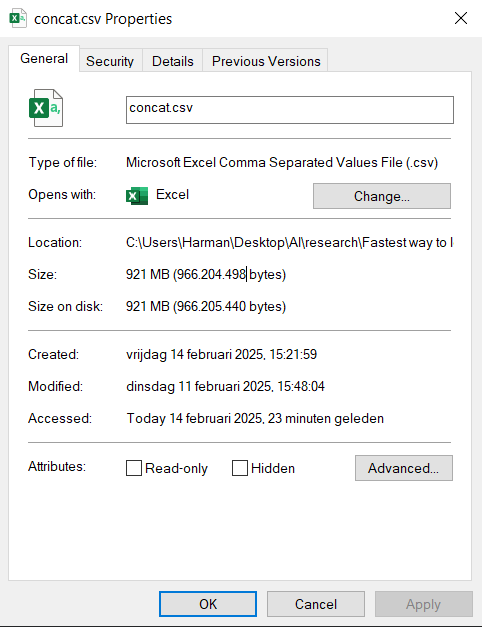 concat.csv Properties
General Security Details Previous Versions
concat.csv
Type of file: Microsoft Excel Comma Separated Values File (.csv)
Opens with: Excel Change...
Location: C:\Users\Harman\Desktop\AI\research\Fastest way to l
Size: 921 MB (966.204.498 bytes)
Size on disk: 921 MB (966.205.440 bytes)
Created: vrijdag 14 februari 2025, 15:21:59
Modified: dinsdag 11 februari 2025, 15:48:04
Accessed: Today 14 februari 2025, 23 minuten geleden
Attributes: Read-only Hidden Advanced...
OK Cancel Apply